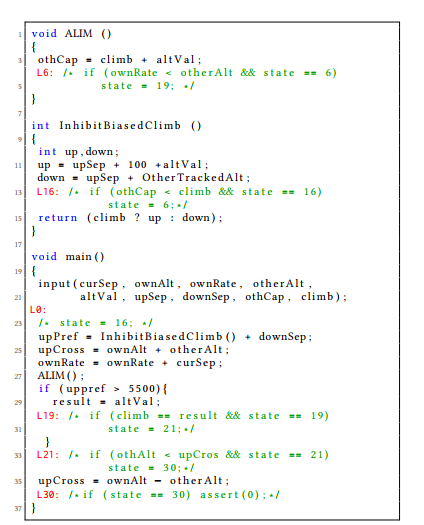 1 void ALIM ()
{
3 othCap = climb + altVal;
L6: /* if (ownRate < otherAlt && state == 6)
5 state = 19; */
}
7
int InhibitBiasedClimb ()
9 {
int up,down;
11 up = upSep + 100 +altVal;
down = upSep + OtherTrackedAlt;
13 L16: /* if (othCap < climb && state == 16)
state = 6;*/
15 return (climb ? up : down);
}
17
void main()
19 {
input(curSep, ownAlt, ownRate, otherAlt,
21 altVal, upSep, downSep, othCap, climb);
L0:
23 /* state = 16; */
upPref = InhibitBiasedClimb() + downSep;
25 upCross = ownAlt + otherAlt;
ownRate = ownRate + curSep;
27 ALIM();
if (uppref > 5500){
29 result = altVal;
L19: /* if (climb == result && state == 19)
31 state = 21;*/
}
33 L21: /* if (othAlt < upCros && state == 21)
state = 30;*/
35 upCross = ownAlt − otherAlt;
L30: /*if (state == 30) assert(0);*/
37 }